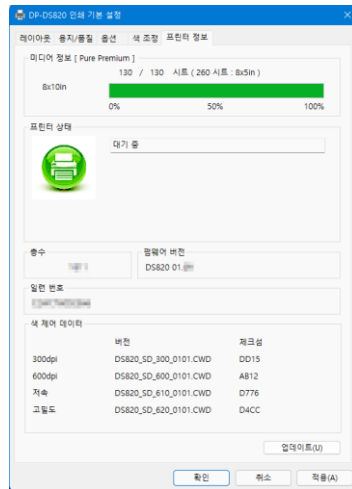 DP-DS820 인쇄 기본 설정
레이아웃 용지/품질 옵션 색 조정 프린터 정보
미디어 정보 [ Pure Premium ]
130 / 130 시트 ( 260 시트 : 8x5in )
8x10in
0% 50% 100%
프린터 상태
대기 중
총수
펌웨어 버전
DS820 01.
일련 번호
색 제어 데이터
버전 체크섬
300dpi DS820_SD_300_0101.CWD DD15
600dpi DS820_SD_600_0101.CWD A812
저속 DS820_SD_610_0101.CWD D776
고밀도 DS820_SD_620_0101.CWD D4CC
업데이트(U)
확인 취소 적용(A)